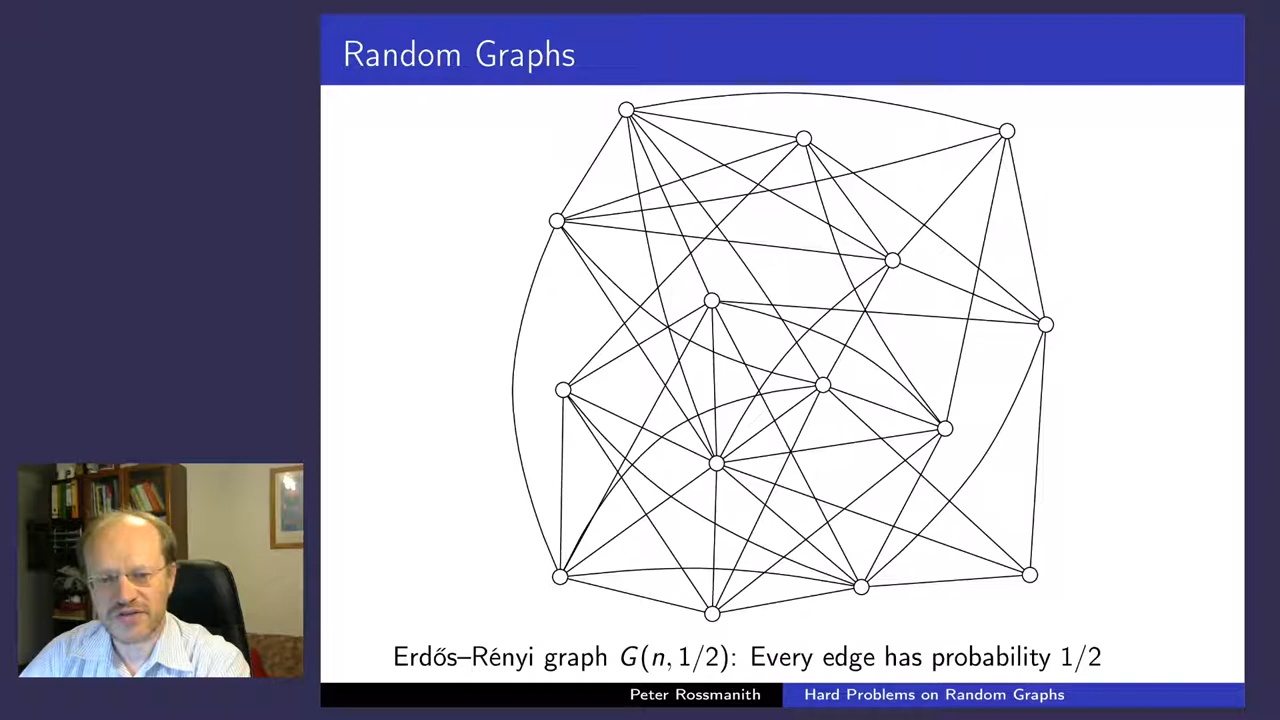 Random Graphs
Erdős–Rényi graph G(n, 1/2): Every edge has probability 1/2
Peter Rossmanith
Hard Problems on Random Graphs